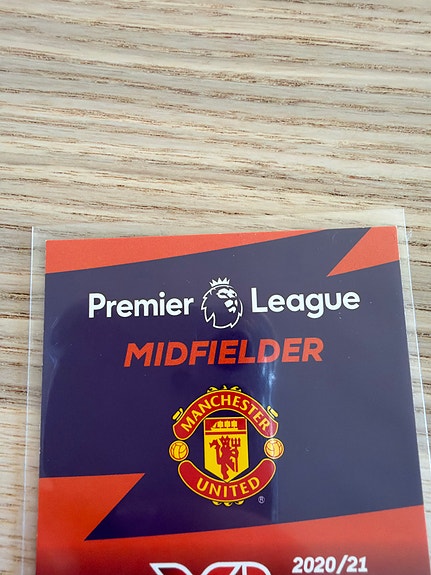 Premier League
MIDFIELDER
MANCHESTER
UNITED
®
2020/21